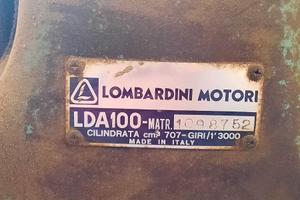 LOMBARDINI MOTORI
LDA100-MATR. 1098752
CILINDRATA cm³ 707-GIRI/1' 3000
MADE IN ITALY